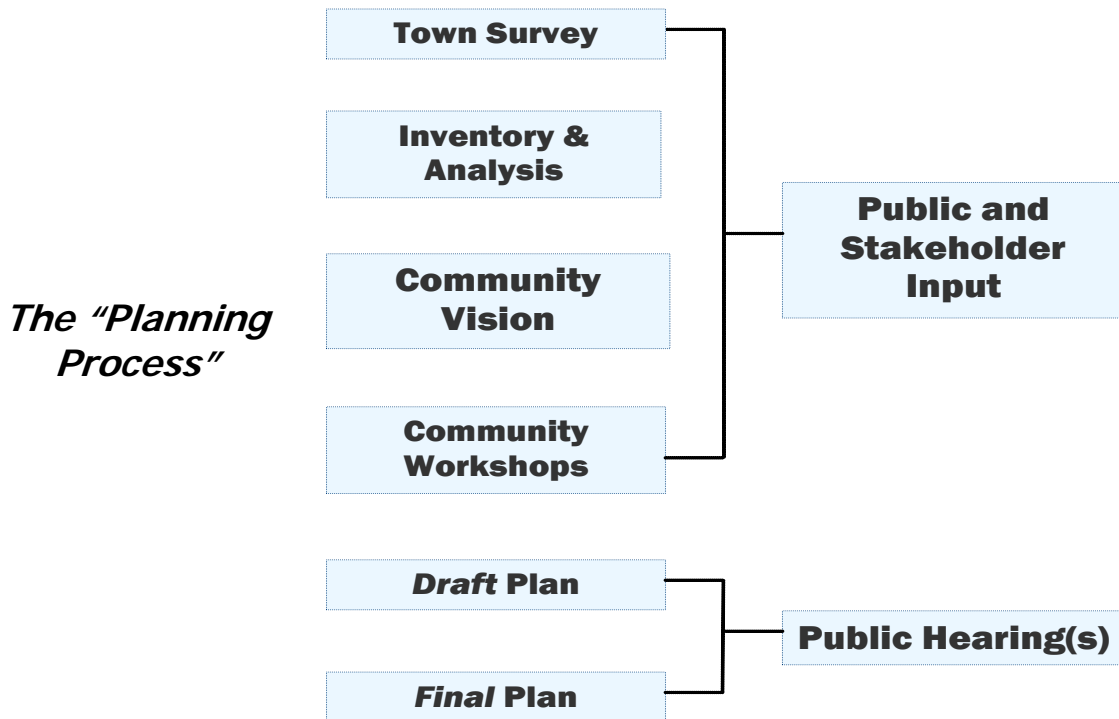 The “Planning
Process”
Town Survey
Inventory &
Analysis
Community
Vision
Community
Workshops
Public and
Stakeholder
Input
Draft Plan
Final Plan
Public Hearing(s)